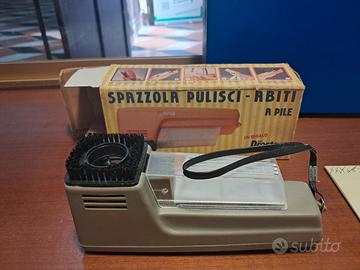 SPAZZOLA PULISCI-ABITI
A PILE
IN REGALO
subito